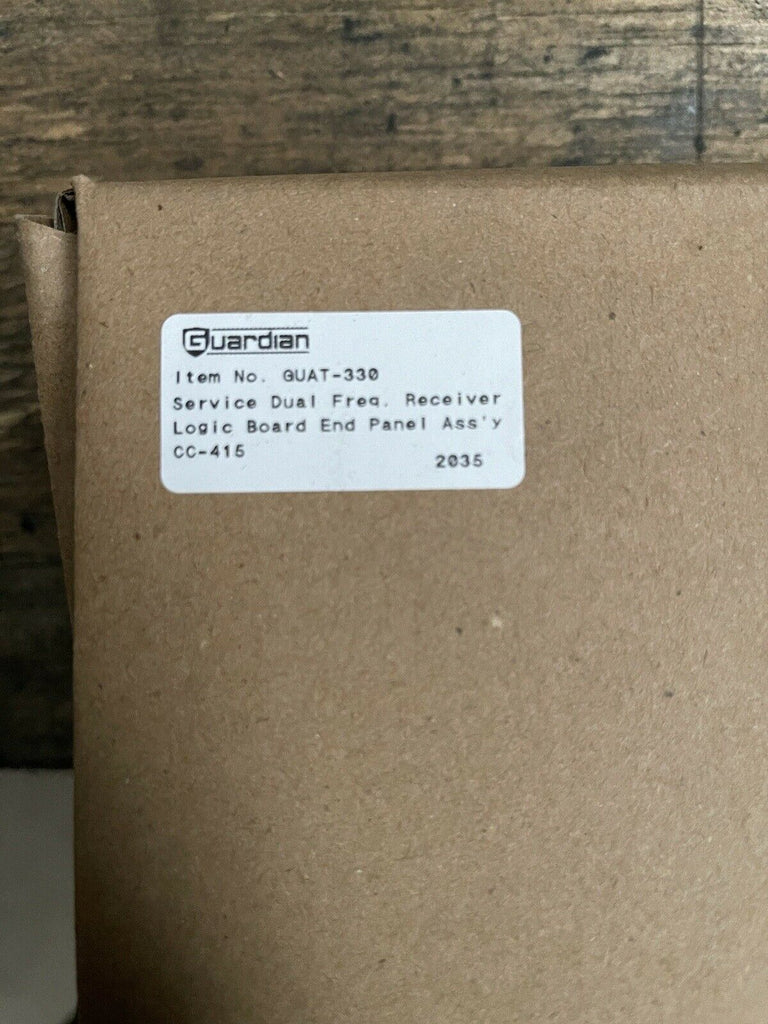 Guardian
Item No. GUAT-330
Service Dual Freq. Receiver
Logic Board End Panel Ass'y
CC-415
2035